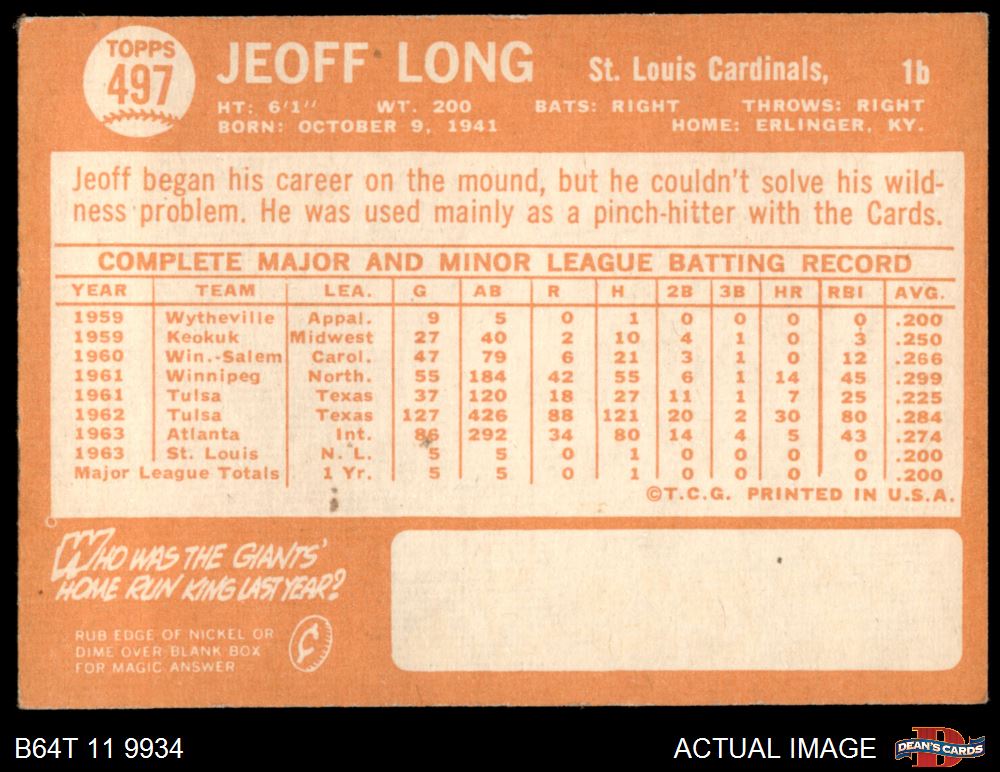 TOPPS
497
JEOFF LONG St. Louis Cardinals, 1b
HT: 6'1" WT. 200 BATS: RIGHT THROWS: RIGHT
BORN: OCTOBER 9, 1941 HOME: ERLINGER, KY.
Jeoff began his career on the mound, but he couldn't solve his wild-
ness problem. He was used mainly as a pinch-hitter with the Cards.
COMPLETE MAJOR AND MINOR LEAGUE BATTING RECORD
YEAR TEAM LEA. G AB R H 2B 3B HR RBI AVG.
1959 Wytheville Appal. 9 5 0 1 0 0 0 0 .200
1959 Keokuk Midwest 27 40 2 10 4 1 0 3 .250
1960 Win.-Salem Carol. 47 79 6 21 3 1 0 12 .266
1961 Winnipeg North. 55 184 42 55 6 1 14 45 .299
1961 Tulsa Texas 37 120 18 27 11 1 7 25 .225
1962 Tulsa Texas 127 426 88 121 20 2 30 80 .284
1963 Atlanta Int. 86 292 34 80 14 4 5 43 .274
1963 St. Louis N. L. 5 5 0 1 0 0 0 0 .200
Major League Totals 1 Yr. 5 5 0 1 0 0 0 0 .200
©T.C.G. PRINTED IN U.S.A.
WHO WAS THE GIANTS'
HOME RUN KING LAST YEAR?
RUB EDGE OF NICKEL OR
DIME OVER BLANK BOX
FOR MAGIC ANSWER
B64T 11 9934 ACTUAL IMAGE DEAN'S CARDS